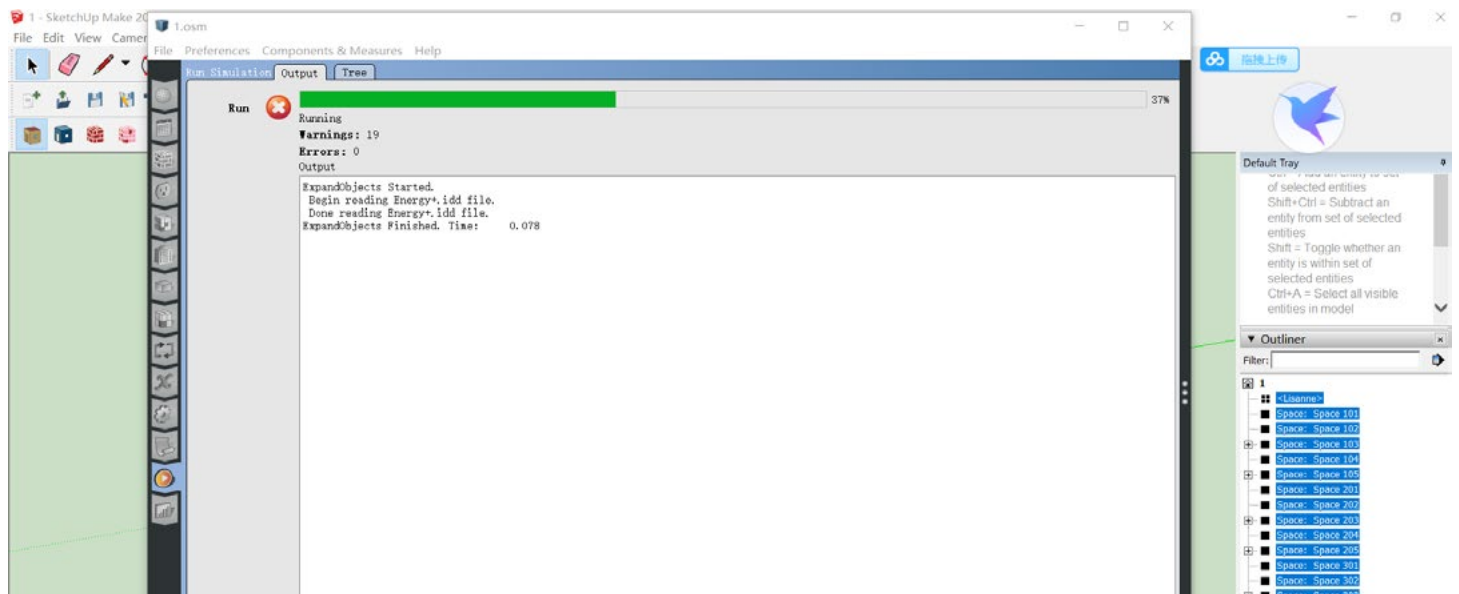 1 - SketchUp Make 20
File Edit View Camer
1.osm
File Preferences Components & Measures Help
Run Simulation Output Tree
Run
37%
Running
Warnings: 19
Errors: 0
Output
ExpandObjects Started.
Begin reading Energy+.idd file.
Done reading Energy+.idd file.
ExpandObjects Finished. Time: 0.078
拖拽上传
Default Tray
of selected entities
Shift+Ctrl = Subtract an
entity from set of selected
entities
Shift = Toggle whether an
entity is within set of
selected entities
Ctrl+A = Select all visible
entities in model
Outliner
Filter:
1
<Lisanne>
Space: Space 101
Space: Space 102
Space: Space 103
Space: Space 104
Space: Space 105
Space: Space 201
Space: Space 202
Space: Space 203
Space: Space 204
Space: Space 205
Space: Space 301
Space: Space 302